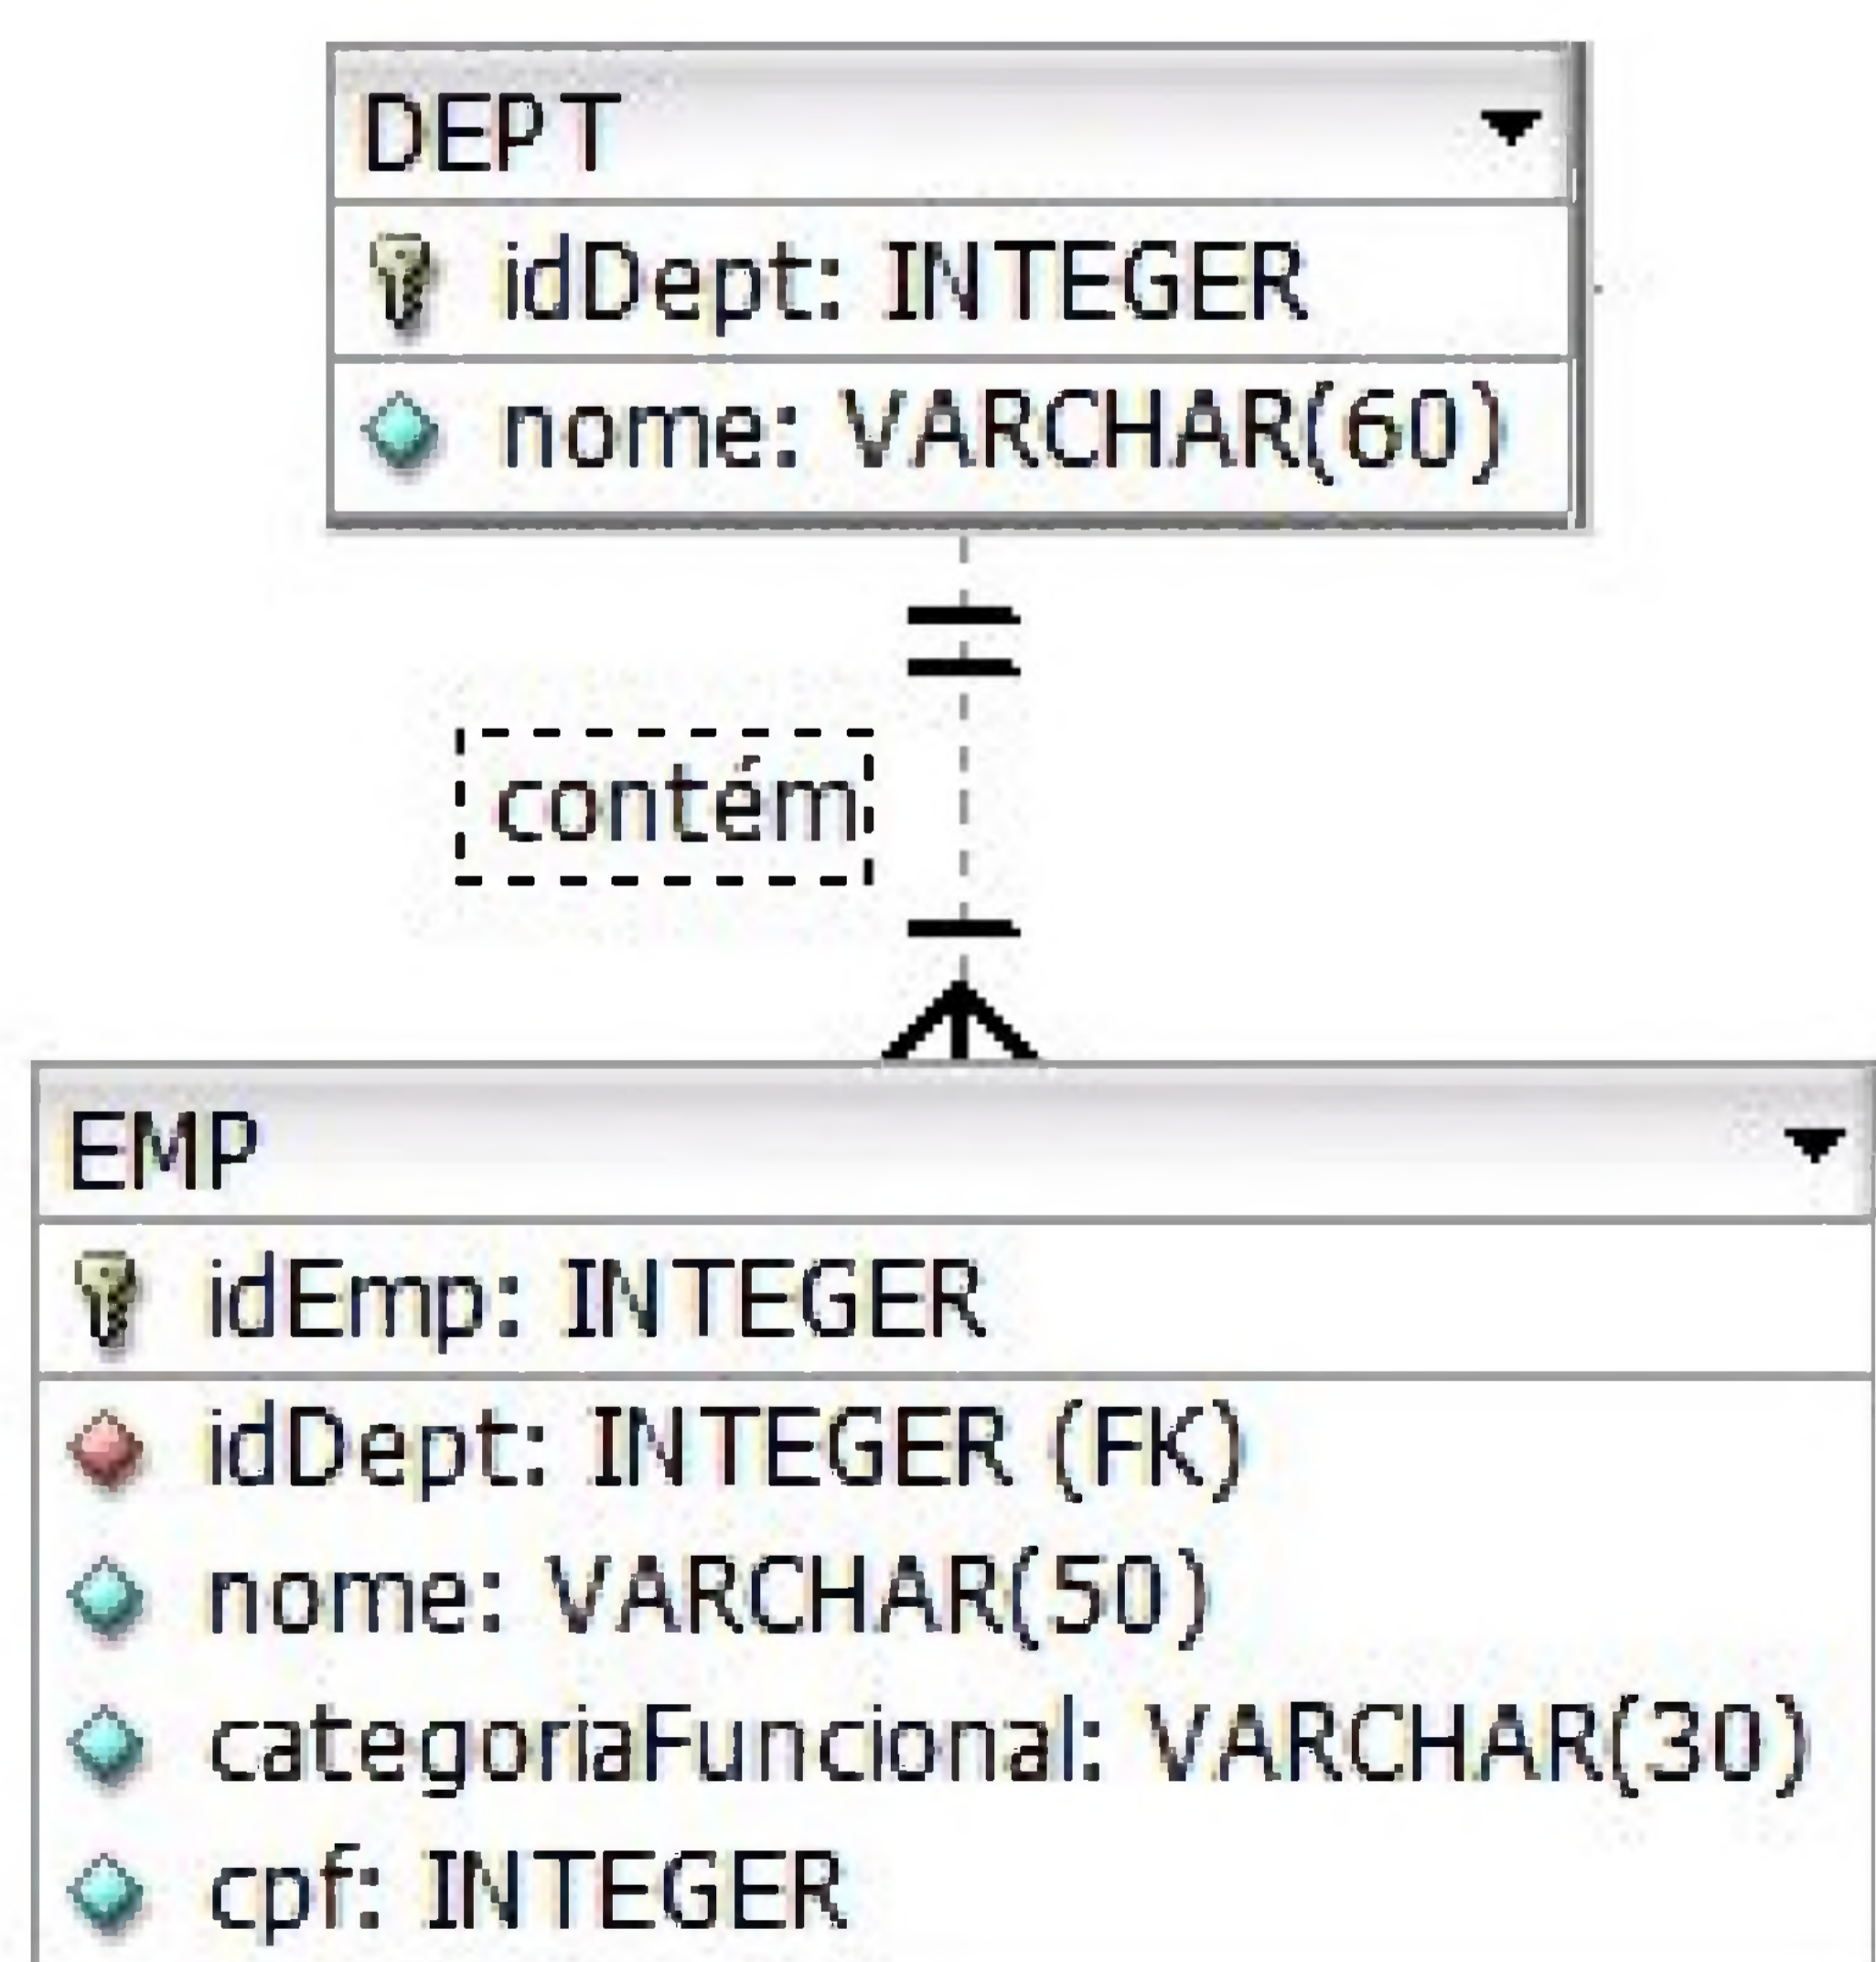 DEPT
idDept: INTEGER
nome: VARCHAR(60)
contém
EMP
idEmp: INTEGER
idDept: INTEGER (FK)
nome: VARCHAR(50)
categoriaFuncional: VARCHAR(30)
cpf: INTEGER